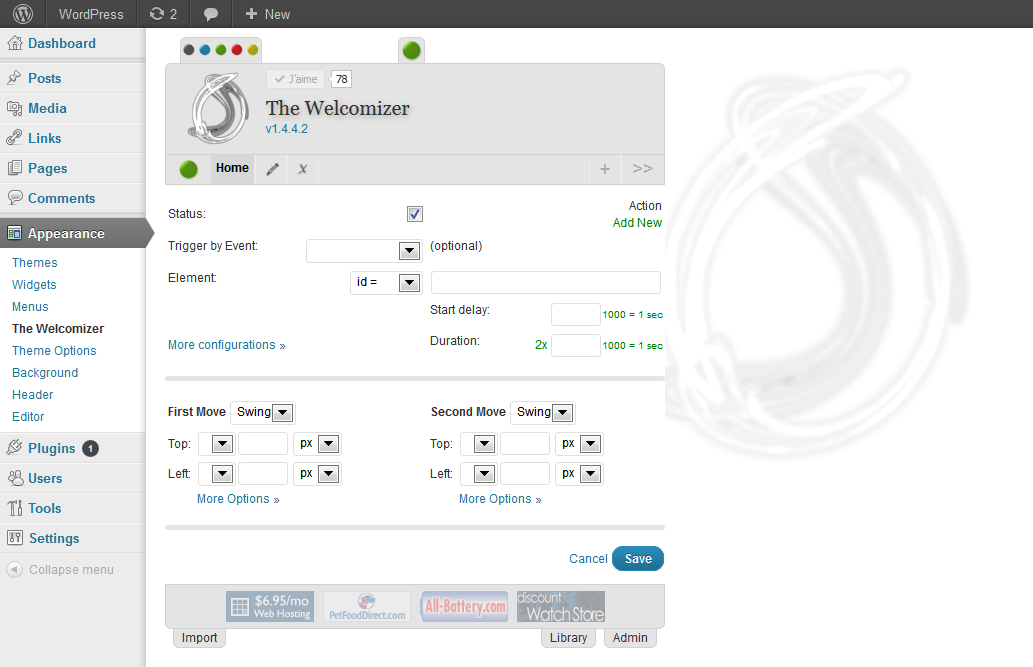 WordPress 2 + New
Dashboard
Posts
Media
Links
Pages
Comments
Appearance
Themes
Widgets
Menus
The Welcomizer
Theme Options
Background
Header
Editor
Plugins 1
Users
Tools
Settings
Collapse menu
J'aime 78
The Welcomizer
v1.4.4.2
Home x + >>
Status:
Action
Add New
Trigger by Event: (optional)
Element: id =
Start delay: 1000 = 1 sec
More configurations »
Duration: 2x 1000 = 1 sec
First Move Swing
Top: px
Left: px
More Options »
Second Move Swing
Top: px
Left: px
More Options »
Cancel Save
$6.95/mo
Web Hosting
PetFoodDirect.com
All-Battery.com
discount
WatchStore
Import Library Admin